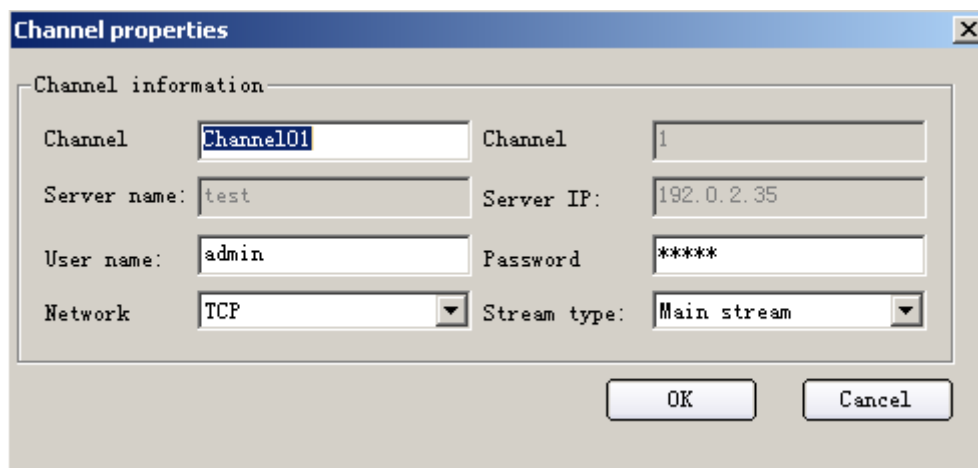 Channel properties
Channel information
Channel Channel01 Channel 1
Server name: test Server IP: 192.0.2.35
User name: admin Password *****
Network TCP Stream type: Main stream
OK Cancel